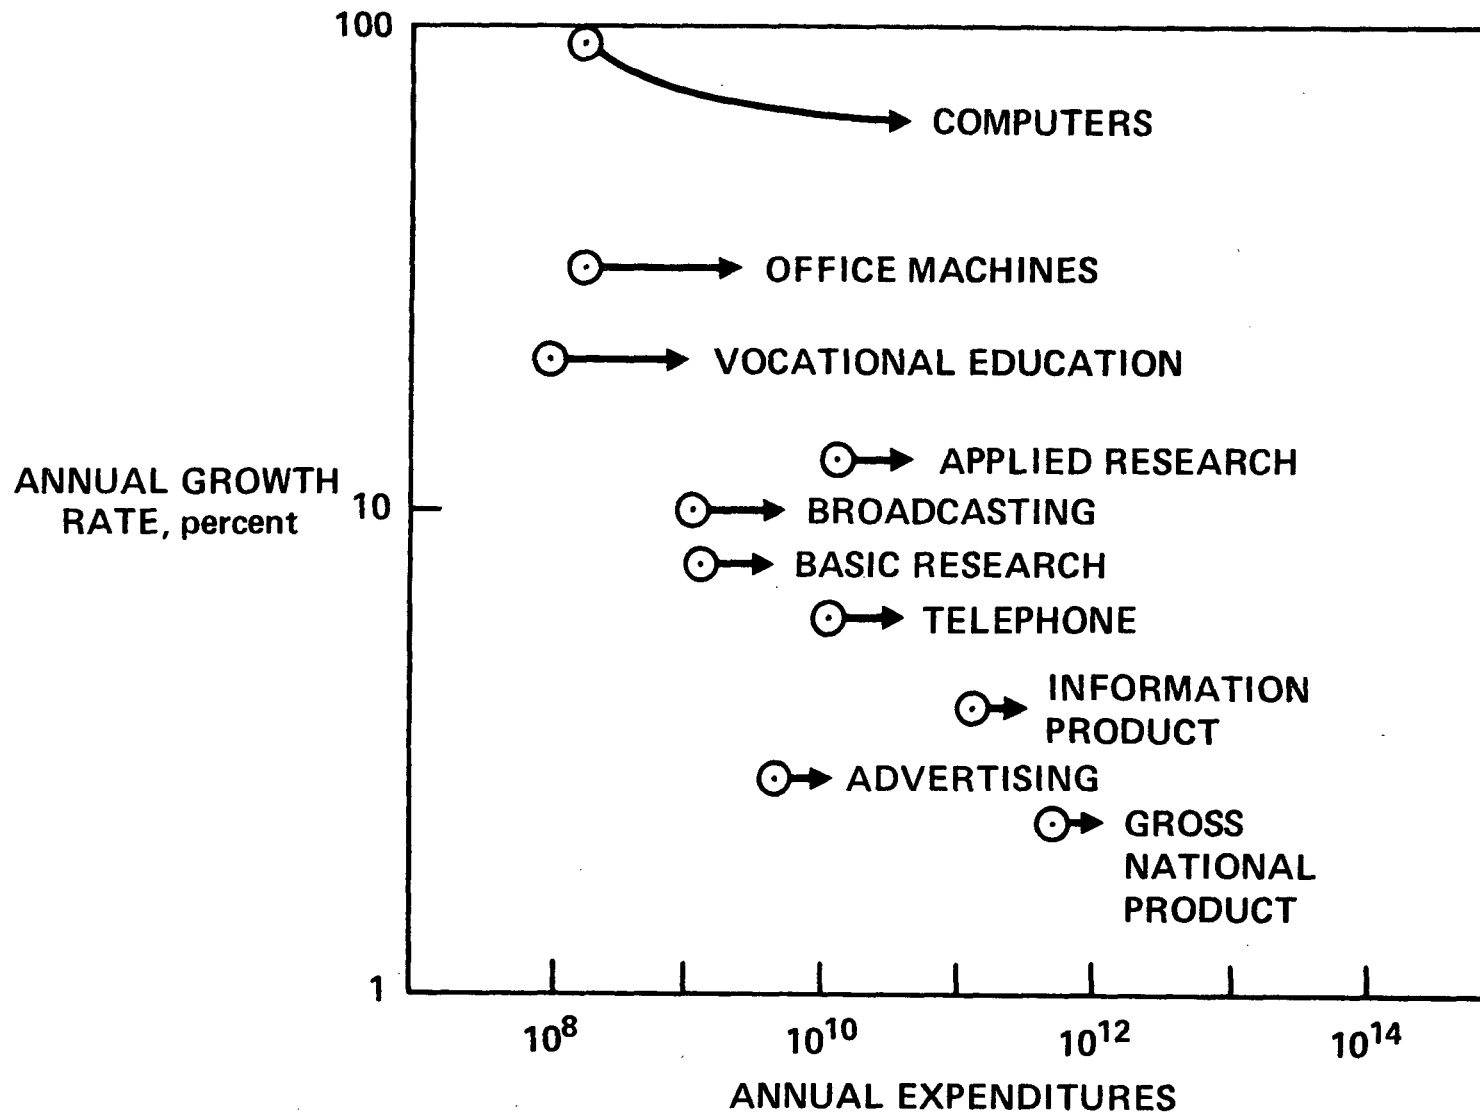 100
COMPUTERS
OFFICE MACHINES
VOCATIONAL EDUCATION
APPLIED RESEARCH
ANNUAL GROWTH
RATE, percent
10
BROADCASTING
BASIC RESEARCH
TELEPHONE
INFORMATION
PRODUCT
ADVERTISING
GROSS
NATIONAL
PRODUCT
1
10⁸ 10¹⁰ 10¹² 10¹⁴
ANNUAL EXPENDITURES